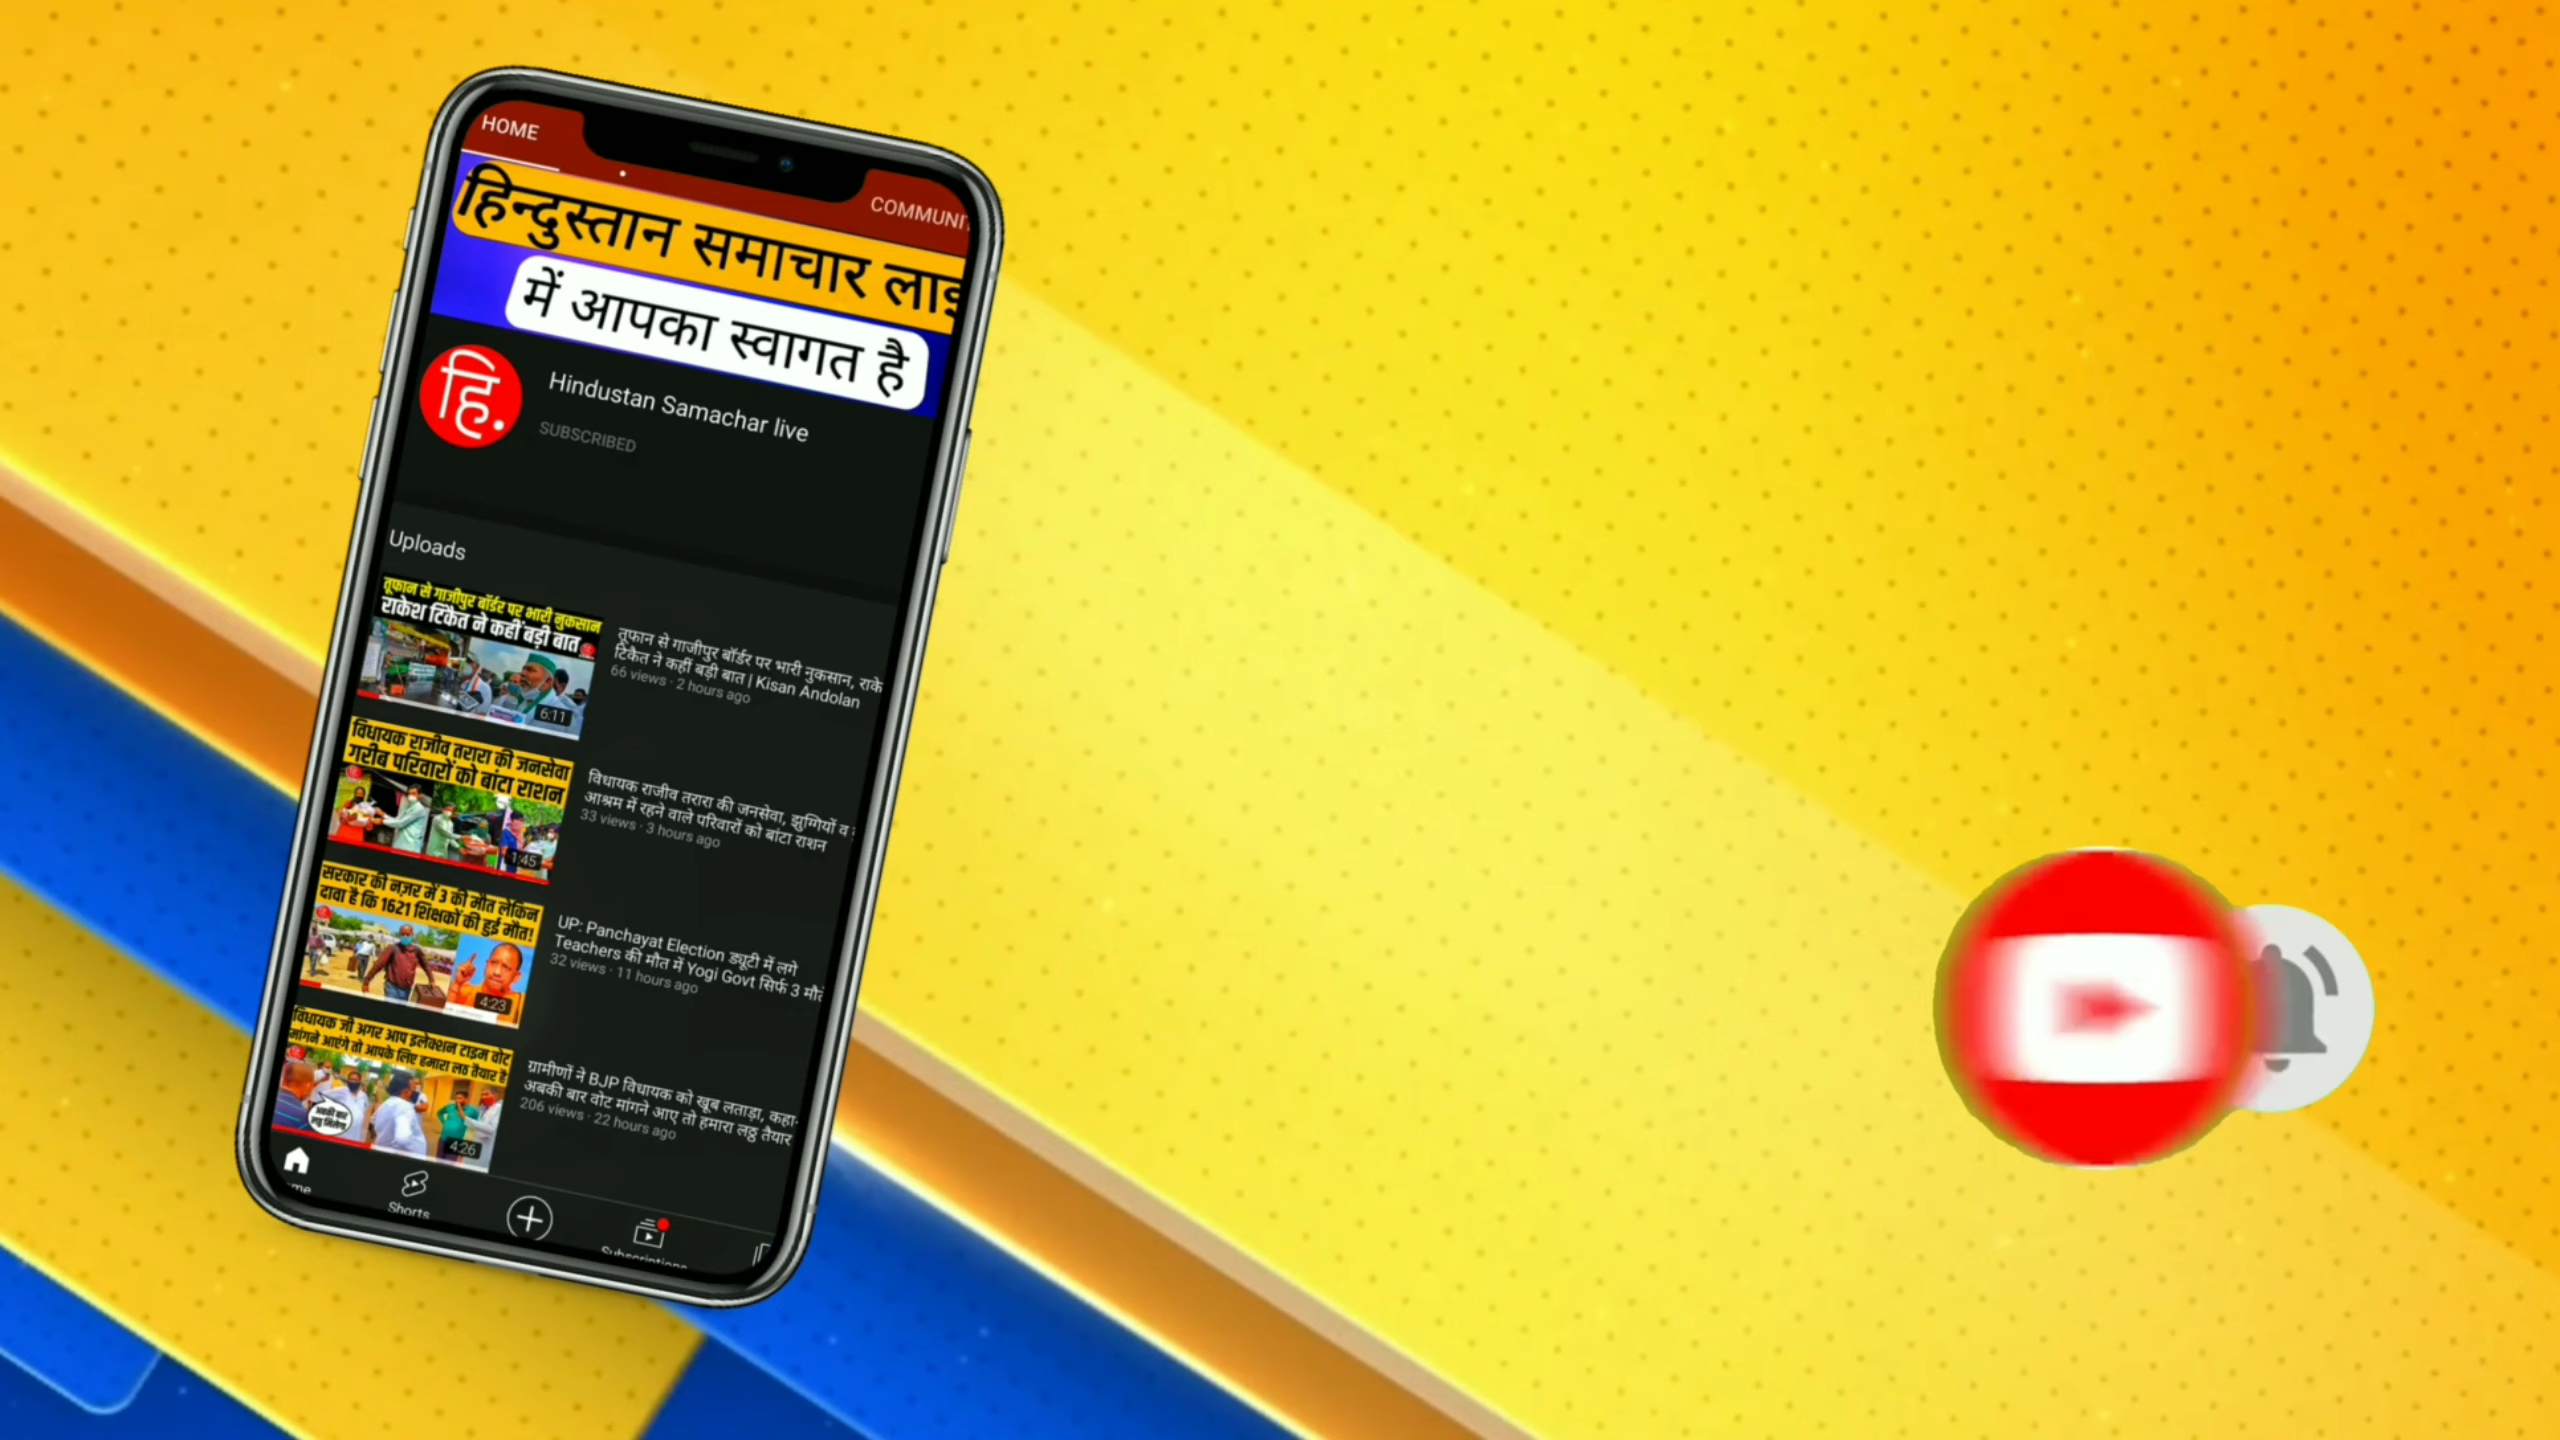 HOME
COMMUNI
हिन्दुस्तान समाचार लाइ
में आपका स्वागत है
हि.
Hindustan Samachar live
SUBSCRIBED
Uploads
तूफान से गाजीपुर बॉर्डर पर भारी नुकसान
राकेश टिकैत ने कहीं बड़ी बात
6:11
तूफान से गाजीपुर बॉर्डर पर भारी नुकसान, राके
टिकैत ने कहीं बड़ी बात | Kisan Andolan
66 views · 2 hours ago
विधायक राजीव तरारा की जनसेवा
गरीब परिवारों को बांटा राशन
1:45
विधायक राजीव तरारा की जनसेवा, झुग्गियों व
आश्रम में रहने वाले परिवारों को बांटा राशन
33 views · 3 hours ago
सरकार की नज़र में 3 की मौत लेकिन
दावा है कि 1621 शिक्षकों की हुई मौत!
4:23
UP: Panchayat Election ड्यूटी में लगे
Teachers की मौत में Yogi Govt सिर्फ 3 मौत
32 views · 11 hours ago
विधायक जी अगर आप इलेक्शन टाइम वोट
मांगने आएंगे तो आपके लिए हमारा लठ तैयार है
4:26
ग्रामीणों ने BJP विधायक को खूब लताड़ा, कहा-
अबकी बार वोट मांगने आए तो हमारा लठ्ठ तैयार
206 views · 22 hours ago
me
Shorts
Subscriptions